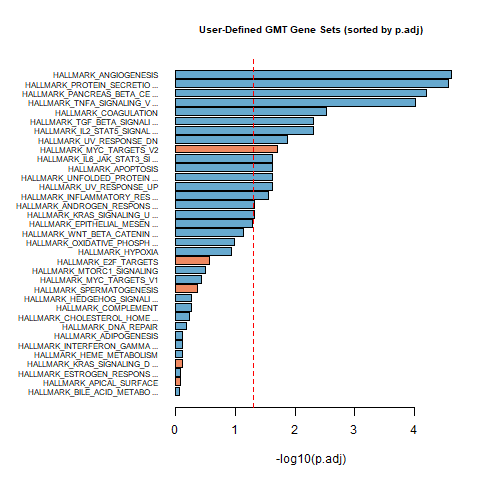 User-Defined GMT Gene Sets (sorted by p.adj)
HALLMARK_ANGIOGENESIS
HALLMARK_PROTEIN_SECRETIO ...
HALLMARK_PANCREAS_BETA_CE ...
HALLMARK_TNFA_SIGNALING_V ...
HALLMARK_COAGULATION
HALLMARK_TGF_BETA_SIGNALI ...
HALLMARK_IL2_STAT5_SIGNAL ...
HALLMARK_UV_RESPONSE_DN
HALLMARK_MYC_TARGETS_V2
HALLMARK_IL6_JAK_STAT3_SI ...
HALLMARK_APOPTOSIS
HALLMARK_UNFOLDED_PROTEIN ...
HALLMARK_UV_RESPONSE_UP
HALLMARK_INFLAMMATORY_RES ...
HALLMARK_ANDROGEN_RESPONS ...
HALLMARK_KRAS_SIGNALING_U ...
HALLMARK_EPITHELIAL_MESEN ...
HALLMARK_WNT_BETA_CATENIN ...
HALLMARK_OXIDATIVE_PHOSPH ...
HALLMARK_HYPOXIA
HALLMARK_E2F_TARGETS
HALLMARK_MTORC1_SIGNALING
HALLMARK_MYC_TARGETS_V1
HALLMARK_SPERMATOGENESIS
HALLMARK_HEDGEHOG_SIGNALI ...
HALLMARK_COMPLEMENT
HALLMARK_CHOLESTEROL_HOME ...
HALLMARK_DNA_REPAIR
HALLMARK_ADIPOGENESIS
HALLMARK_INTERFERON_GAMMA ...
HALLMARK_HEME_METABOLISM
HALLMARK_KRAS_SIGNALING_D ...
HALLMARK_ESTROGEN_RESPONS ...
HALLMARK_APICAL_SURFACE
HALLMARK_BILE_ACID_METABO ...
0 1 2 3 4
-log10(p.adj)